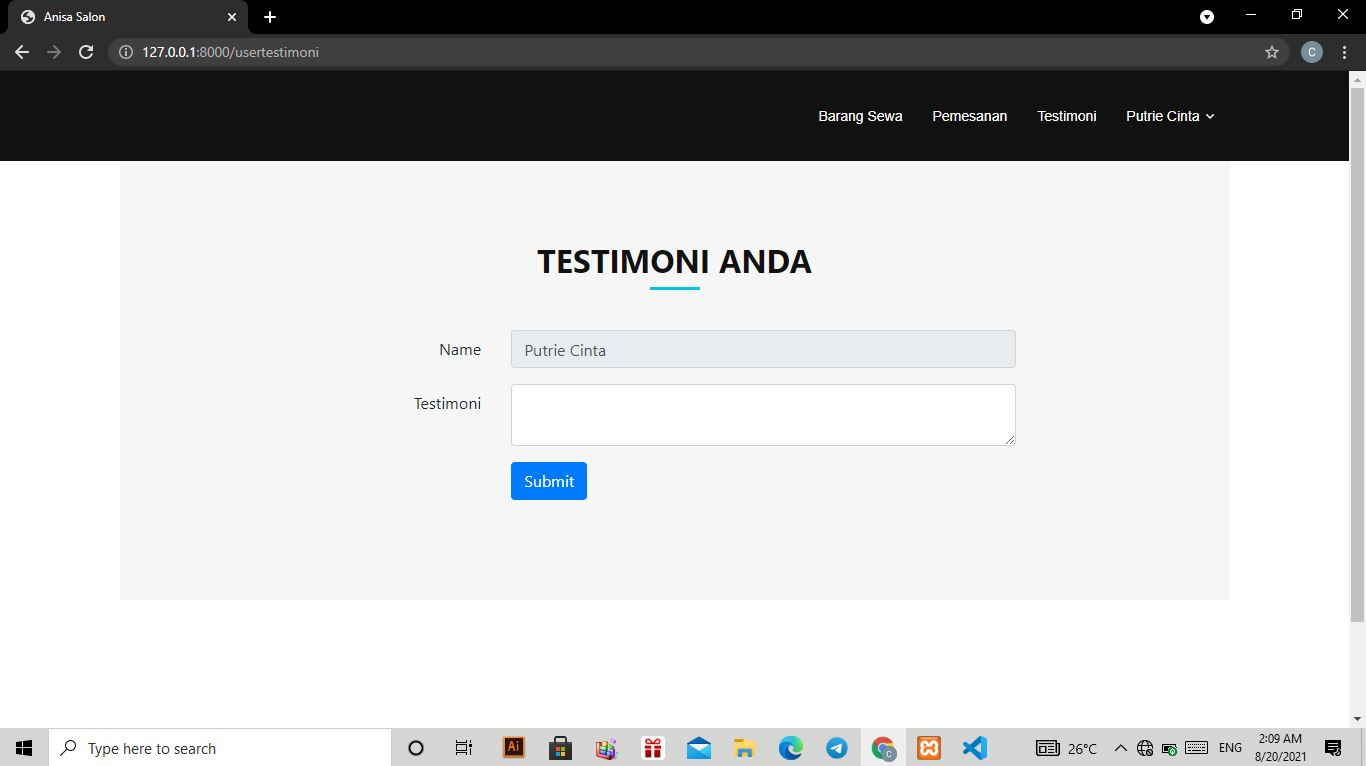 Anisa Salon
127.0.0.1:8000/usertestimoni
C
Barang Sewa Pemesanan Testimoni Putrie Cinta
TESTIMONI ANDA
Name Putrie Cinta
Testimoni
Submit
Type here to search
Ai
C
26°C
ENG
2:09 AM
8/20/2021